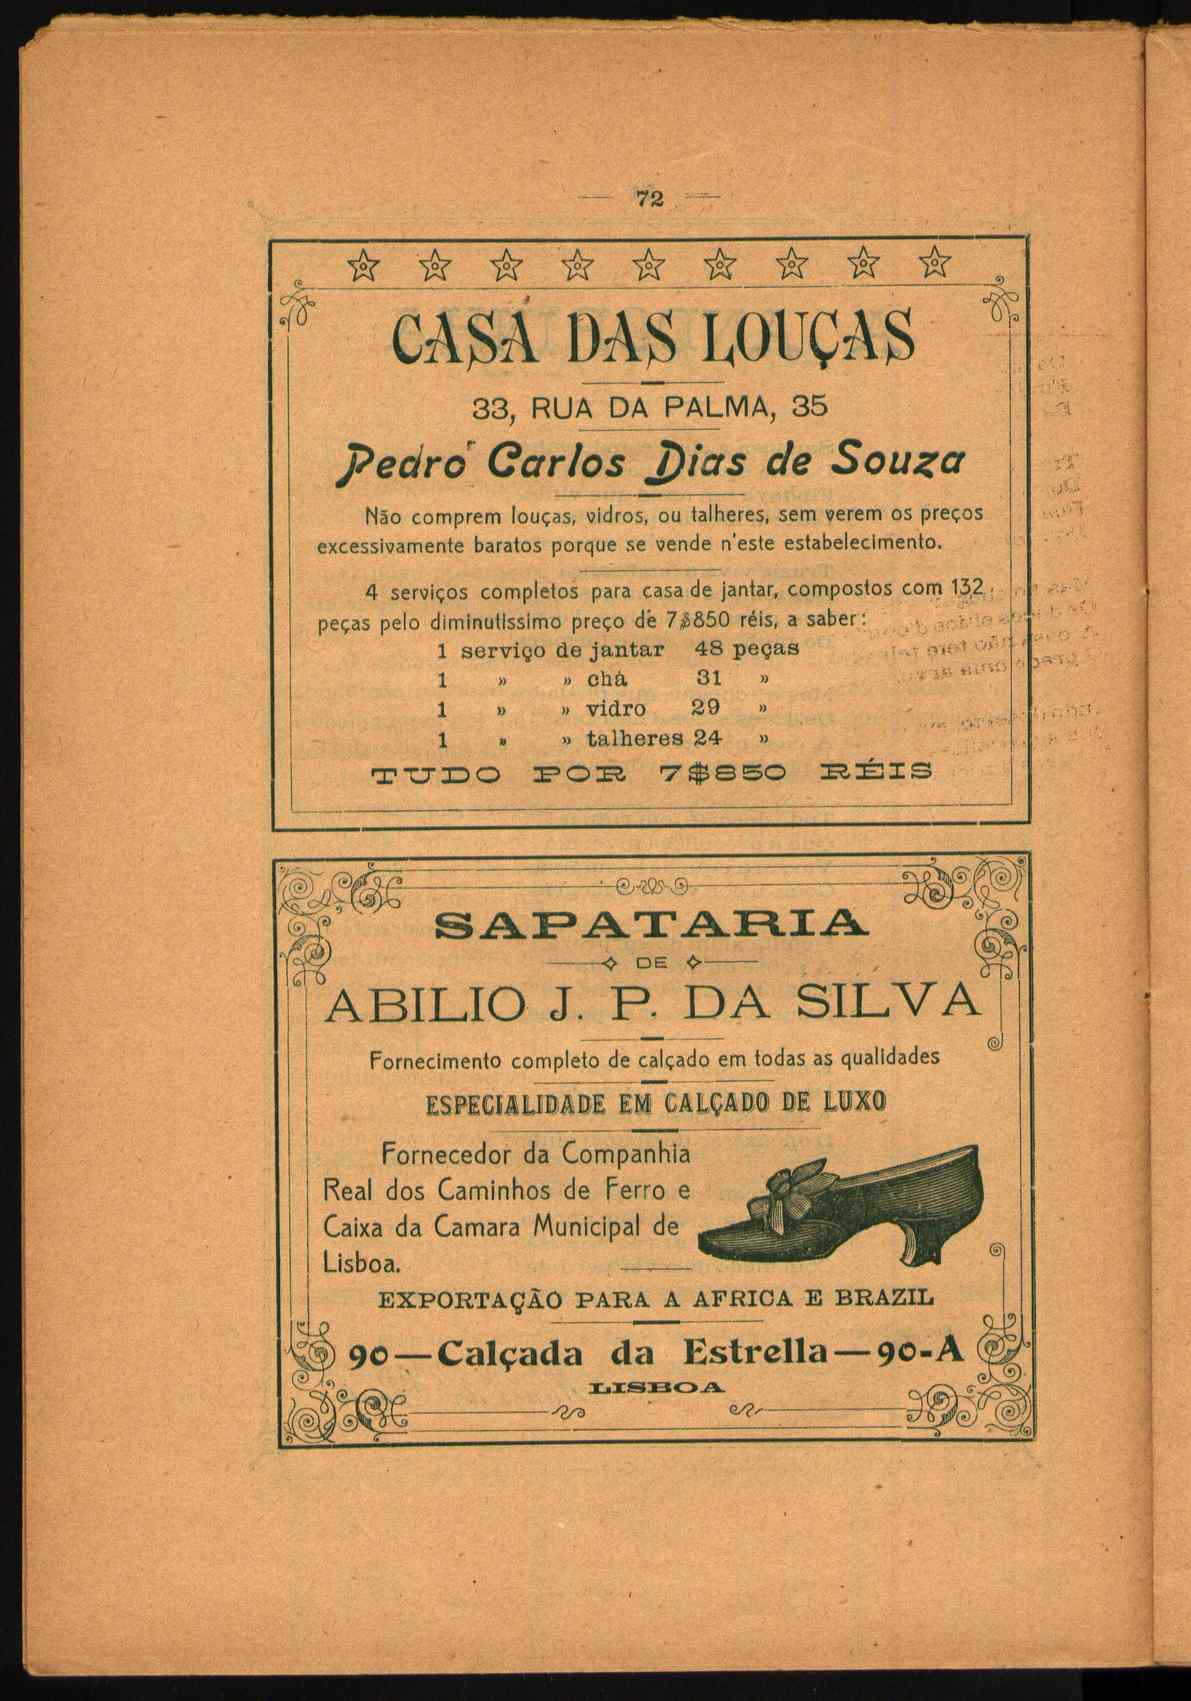 — 72 —
CASA DAS LOUÇAS
33, RUA DA PALMA, 35
Pedro Carlos Dias de Souza
Não comprem louças, vidros, ou talheres, sem verem os preços
excessivamente baratos porque se vende n'este estabelecimento.
4 serviços completos para casa de jantar, compostos com 132
peças pelo diminutissimo preço de 7$850 réis, a saber:
1 serviço de jantar 48 peças
1 » » chá 31 »
1 » » vidro 29 »
1 » » talheres 24 »
TUDO POR 7$850 RÉIS
SAPATARIA
DE
ABILIO J. P. DA SILVA
Fornecimento completo de calçado em todas as qualidades
ESPECIALIDADE EM CALÇADO DE LUXO
Fornecedor da Companhia
Real dos Caminhos de Ferro e
Caixa da Camara Municipal de
Lisboa.
EXPORTAÇÃO PARA A AFRICA E BRAZIL
90—Calçada da Estrella—90-A
LISBOA